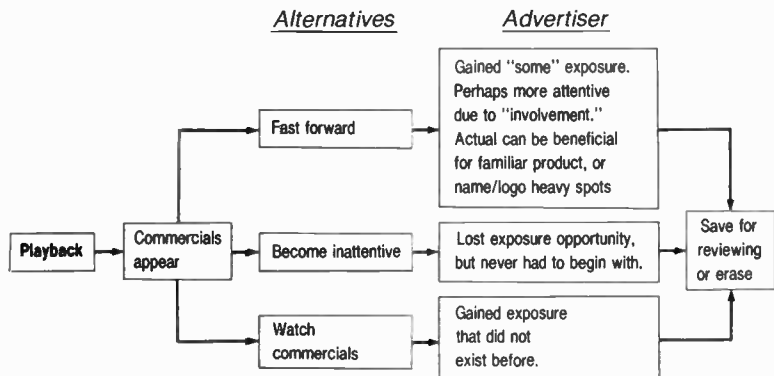 Alternatives
Advertiser
Gained "some" exposure.
Perhaps more attentive
due to "involvement."
Actual can be beneficial
for familiar product, or
name/logo heavy spots
Fast forward
Playback
Commercials
appear
Become inattentive
Lost exposure opportunity,
but never had to begin with.
Save for
reviewing
or erase
Watch
commercials
Gained exposure
that did not
exist before.